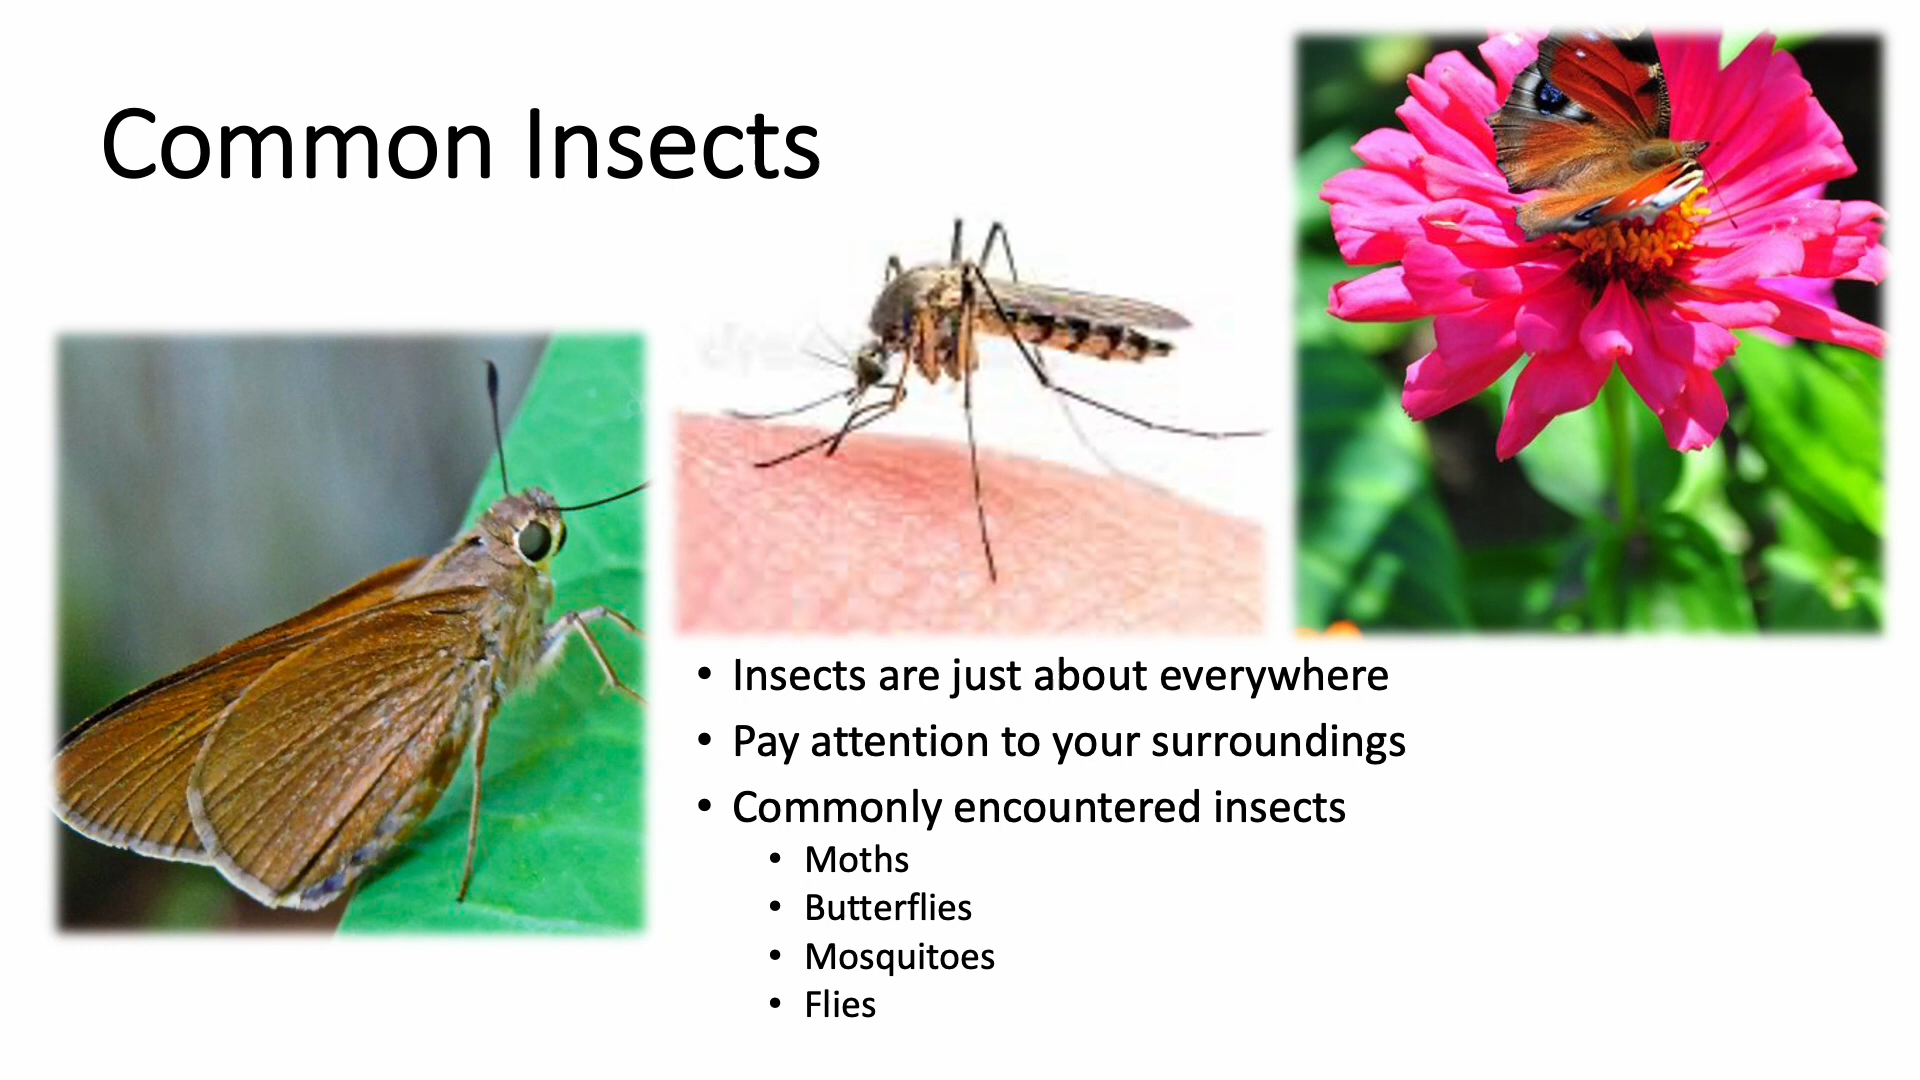 Common Insects
• Insects are just about everywhere
• Pay attention to your surroundings
• Commonly encountered insects
• Moths
• Butterflies
• Mosquitoes
• Flies